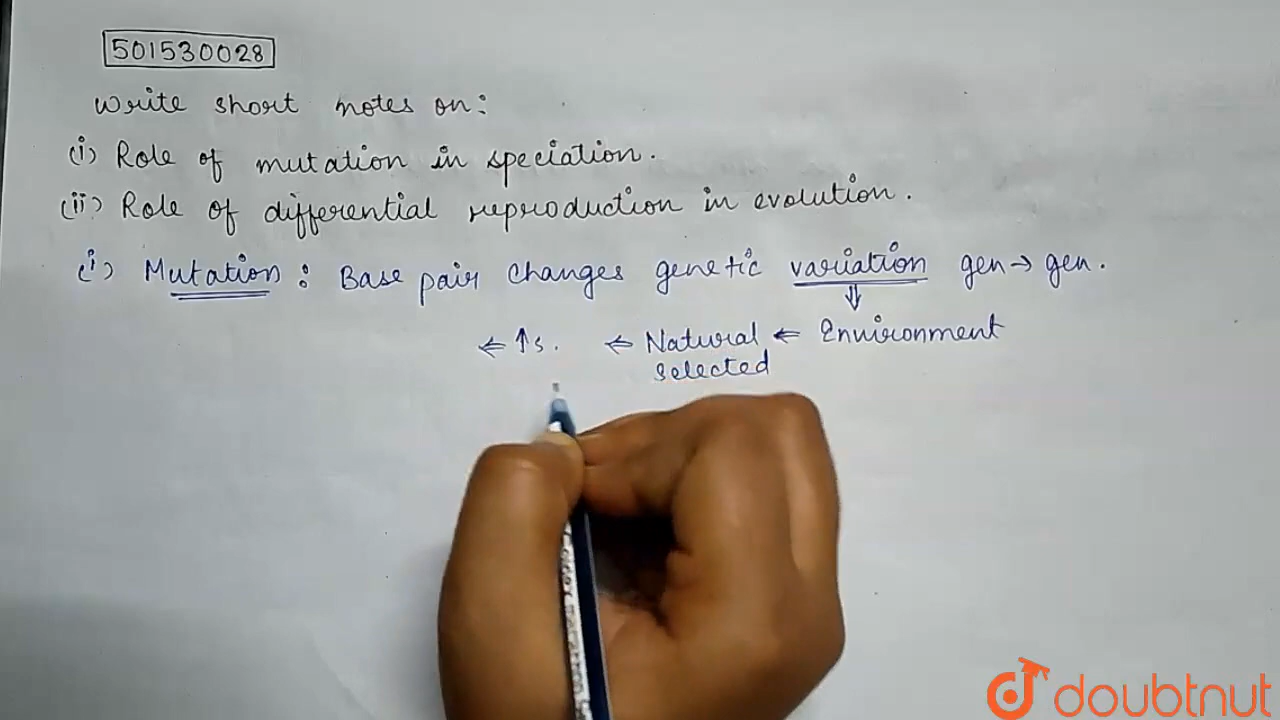 501530028
Write short notes on:
(i) Role of mutation in speciation.
(ii) Role of differential reproduction in evolution.
(i) Mutation: Base pair changes genetic variation gen → gen.
⇓
⇐ ↑s. ⇐ Natural ⇐ Environment
selected
doubtnut